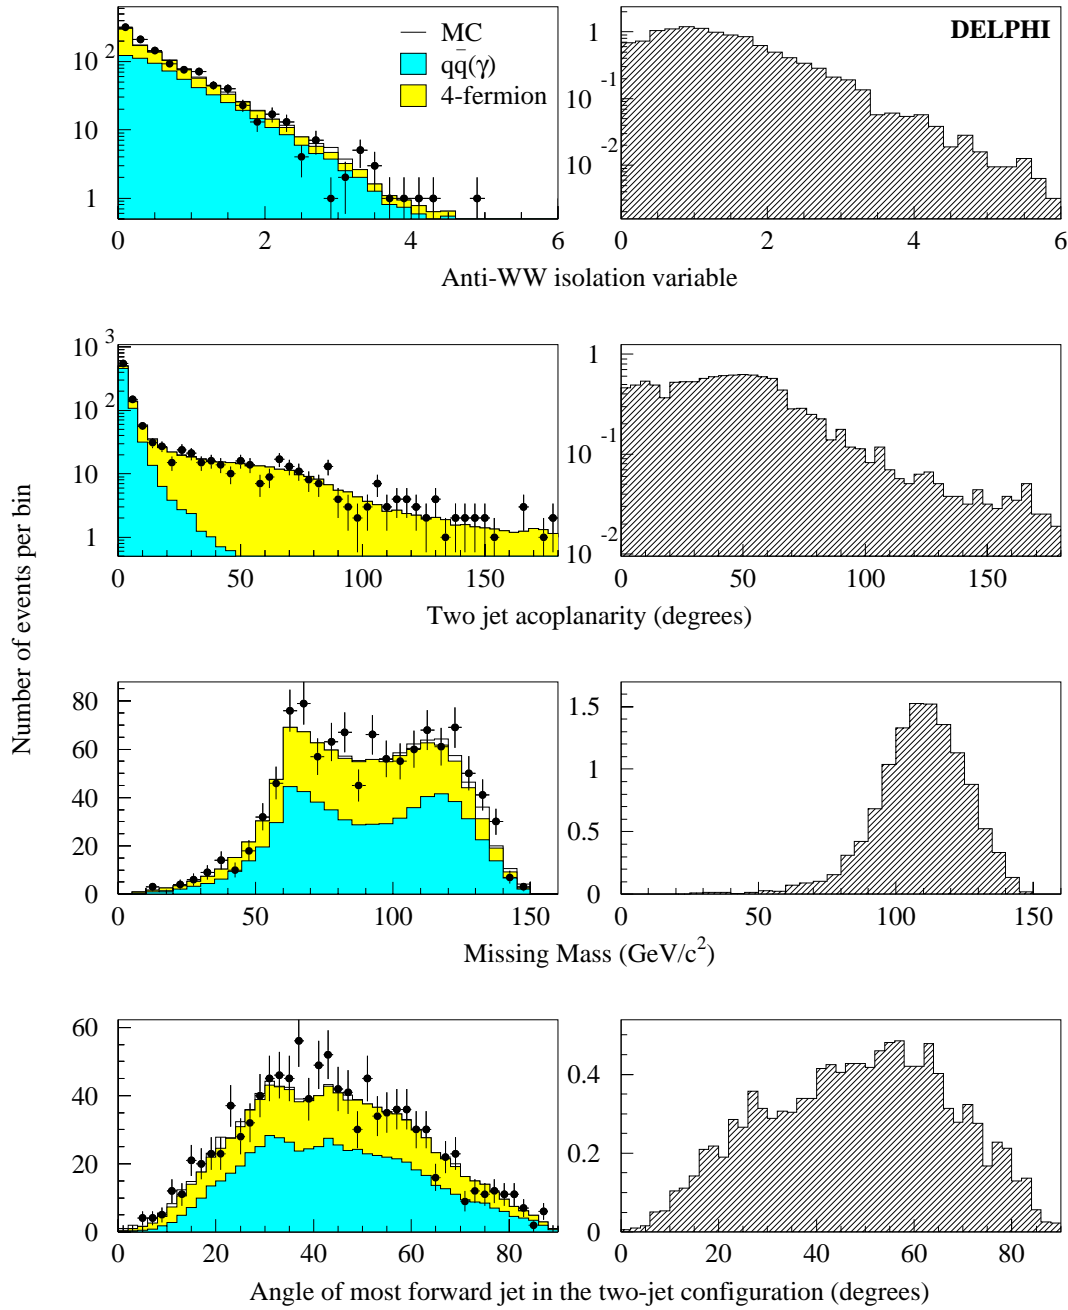 MC
qq̄(γ)
4-fermion
DELPHI
10²
10
1
1
10⁻¹
10⁻²
0 2 4 6
0 2 4 6
Anti-WW isolation variable
10³
10²
10
1
1
10⁻¹
10⁻²
0 50 100 150
0 50 100 150
Two jet acoplanarity (degrees)
Number of events per bin
80
60
40
20
0
1.5
1
0.5
0
0 50 100 150
0 50 100 150
Missing Mass (GeV/c²)
60
40
20
0
0.4
0.2
0
0 20 40 60 80
0 20 40 60 80
Angle of most forward jet in the two-jet configuration (degrees)